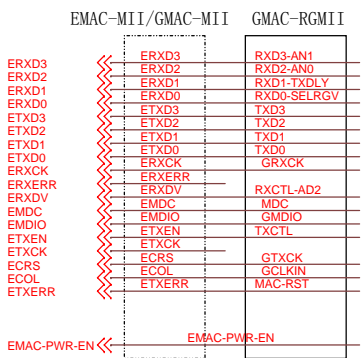 EMAC-MII/GMAC-MII GMAC-RGMII
ERXD3 ERXD3 RXD3-AN1
ERXD2 ERXD2 RXD2-AN0
ERXD1 ERXD1 RXD1-TXDLY
ERXD0 ERXD0 RXD0-SELRGV
ETXD3 ETXD3 TXD3
ETXD2 ETXD2 TXD2
ETXD1 ETXD1 TXD1
ETXD0 ETXD0 TXD0
ERXCK ERXCK GRXCK
ERXERR ERXERR
ERXDV ERXDV RXCTL-AD2
EMDC EMDC MDC
EMDIO EMDIO GMDIO
ETXEN ETXEN TXCTL
ETXCK ETXCK
ECRS ECRS GTXCK
ECOL ECOL GCLKIN
ETXERR ETXERR MAC-RST
EMAC-PWR-EN EMAC-PWR-EN